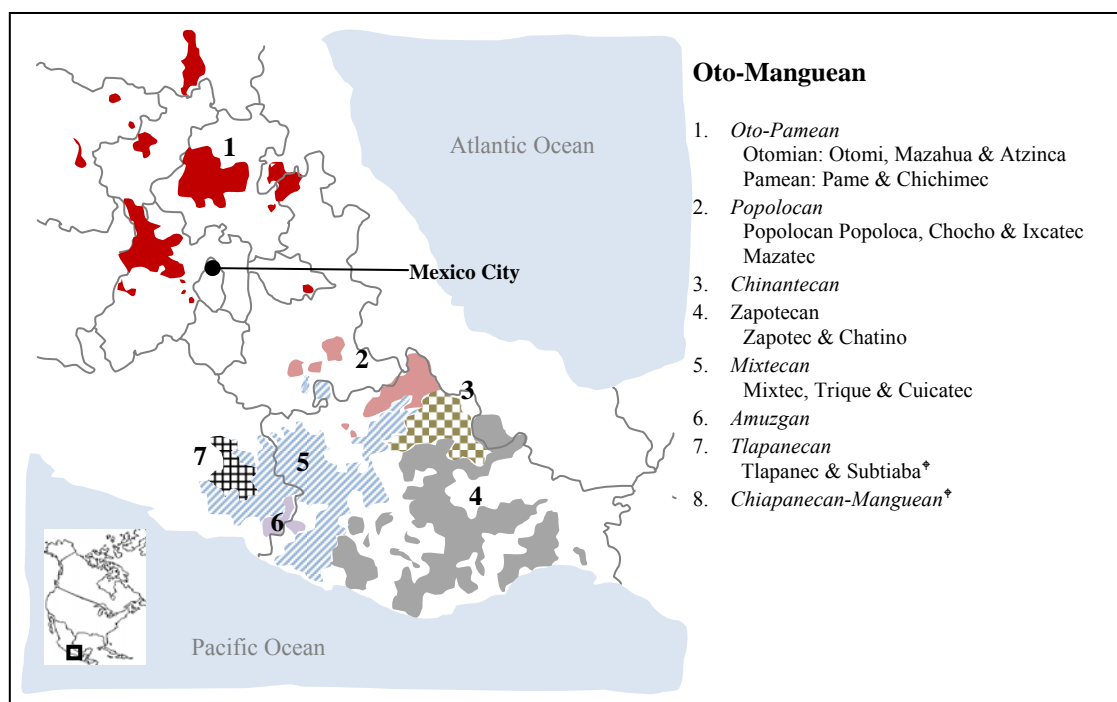 Oto-Manguean
1. Oto-Pamean
Otomian: Otomi, Mazahua & Atzinca
Pamean: Pame & Chichimec
2. Popolocan
Popolocan Popoloca, Chocho & Ixcatec
Mazatec
3. Chinantecan
4. Zapotecan
Zapotec & Chatino
5. Mixtecan
Mixtec, Trique & Cuicatec
6. Amuzgan
7. Tlapanecan
Tlapanec & Subtiaba⌖
8. Chiapanecan-Manguean⌖
Atlantic Ocean
1
Mexico City
2
3
7
5
4
6
Pacific Ocean